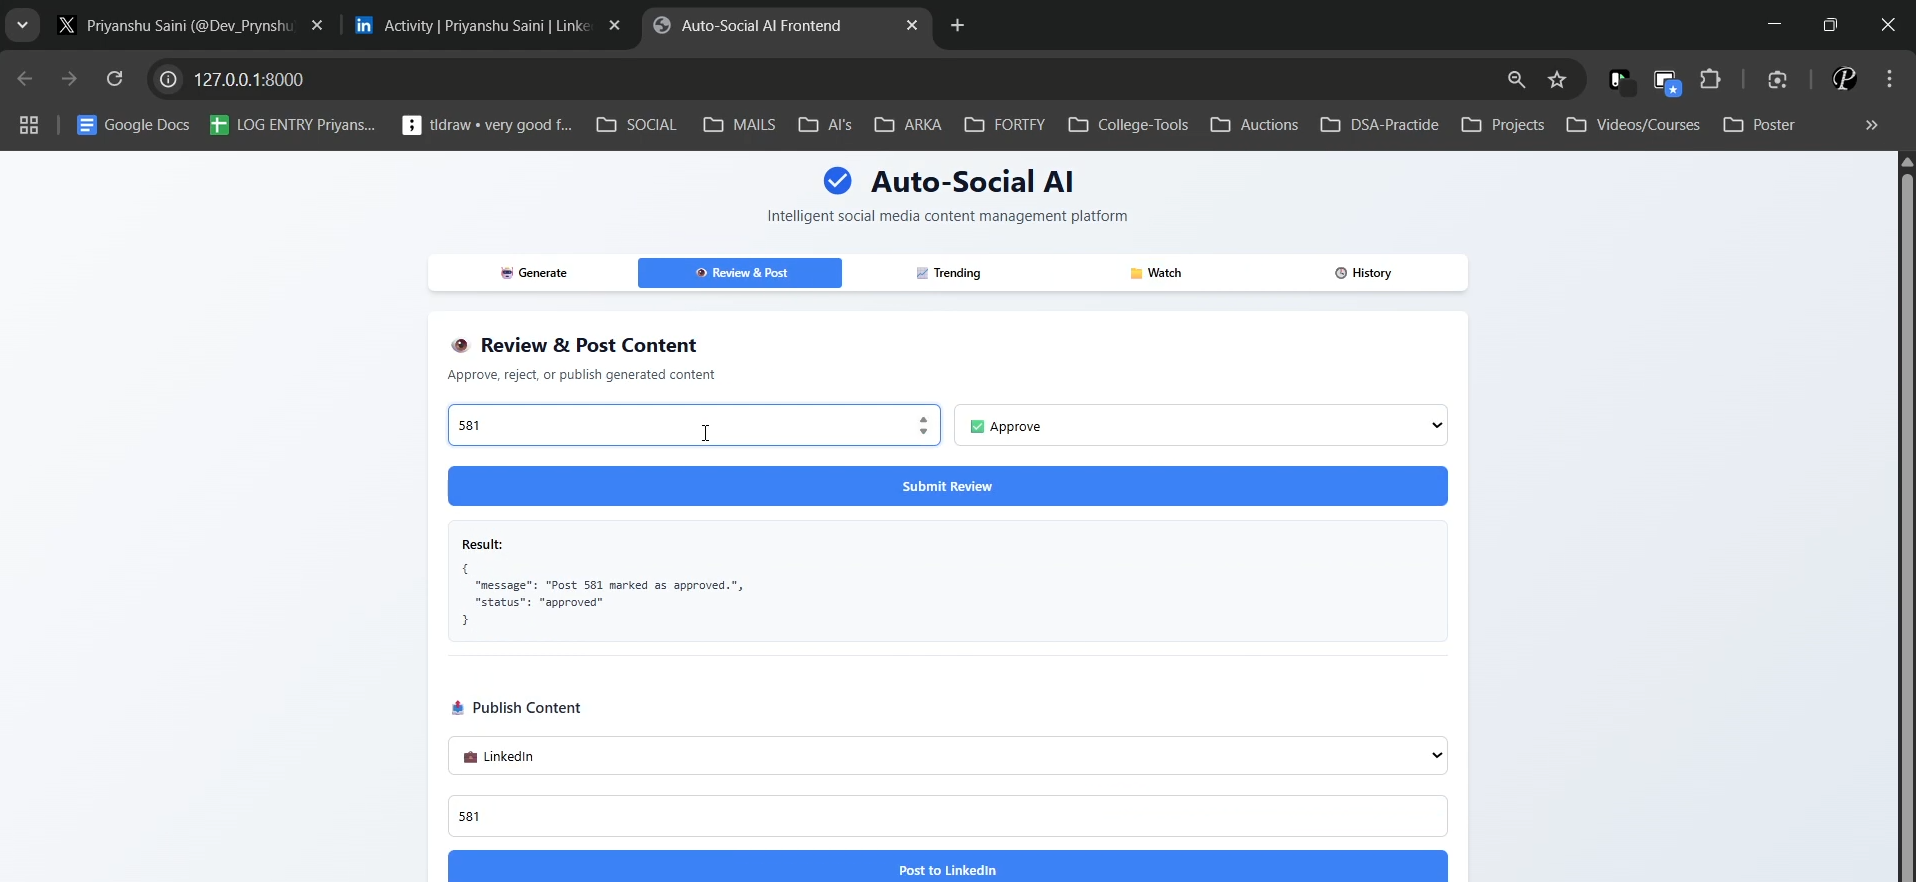 Priyanshu Saini (@Dev_Prynshu
Activity | Priyanshu Saini | Linke
Auto-Social AI Frontend
127.0.0.1:8000
Google Docs
LOG ENTRY Priyans...
tldraw • very good f...
SOCIAL
MAILS
AI's
ARKA
FORTFY
College-Tools
Auctions
DSA-Practide
Projects
Videos/Courses
Poster
Auto-Social AI
Intelligent social media content management platform
Generate
Review & Post
Trending
Watch
History
Review & Post Content
Approve, reject, or publish generated content
581
Approve
Submit Review
Result:
{
"message": "Post 581 marked as approved.",
"status": "approved"
}
Publish Content
LinkedIn
581
Post to LinkedIn